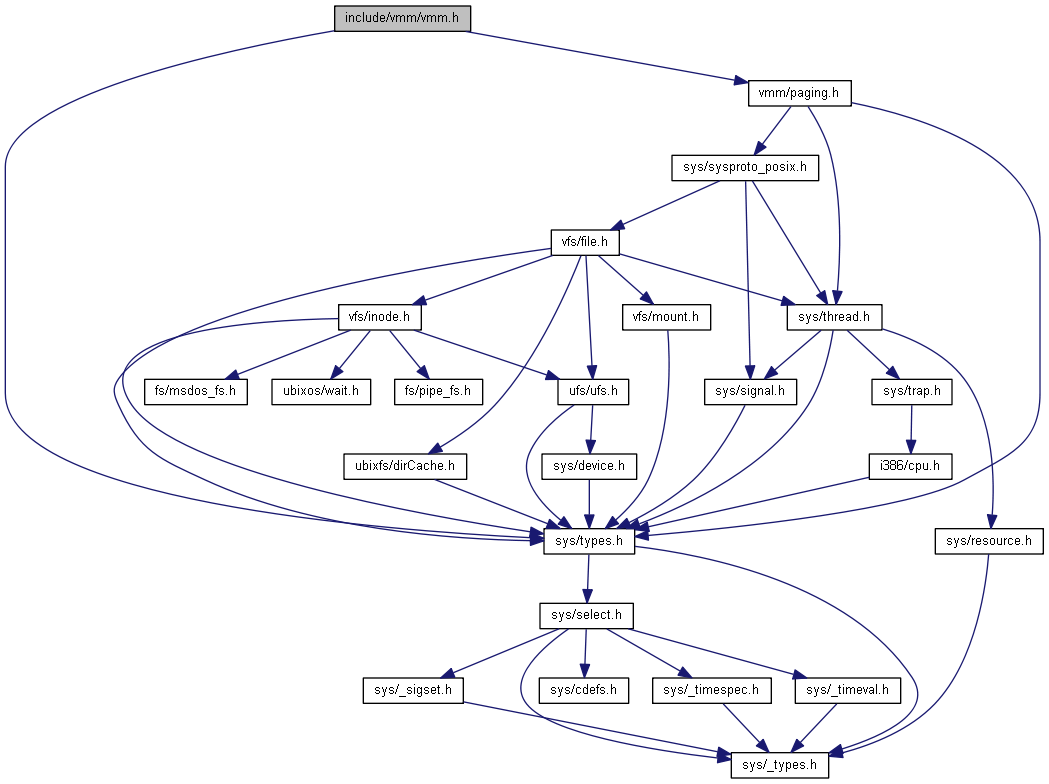 include/vmm/vmm.h
vmm/paging.h
sys/sysproto_posix.h
vfs/file.h
vfs/inode.h
vfs/mount.h
sys/thread.h
fs/msdos_fs.h
ubixos/wait.h
fs/pipe_fs.h
ufs/ufs.h
sys/signal.h
sys/trap.h
ubixfs/dirCache.h
sys/device.h
i386/cpu.h
sys/types.h
sys/resource.h
sys/select.h
sys/_sigset.h
sys/cdefs.h
sys/_timespec.h
sys/_timeval.h
sys/_types.h